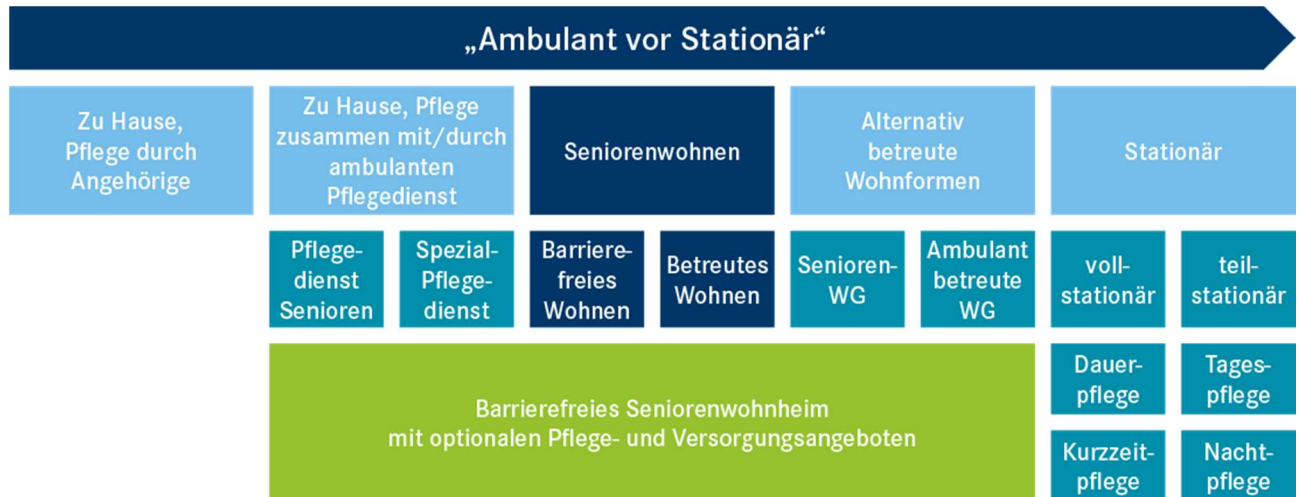 „Ambulant vor Stationär“
Zu Hause,
Pflege durch
Angehörige
Zu Hause, Pflege
zusammen mit/durch
ambulanten
Pflegedienst
Seniorenwohnen
Alternativ
betreute
Wohnformen
Stationär
Pflege-
dienst
Senioren
Spezial-
Pflege-
dienst
Barriere-
freies
Wohnen
Betreutes
Wohnen
Senioren-
WG
Ambulant
betreute
WG
voll-
stationär
teil-
stationär
Barrierefreies Seniorenwohnheim
mit optionalen Pflege- und Versorgungsangeboten
Dauer-
pflege
Tages-
pflege
Kurzzeit-
pflege
Nacht-
pflege